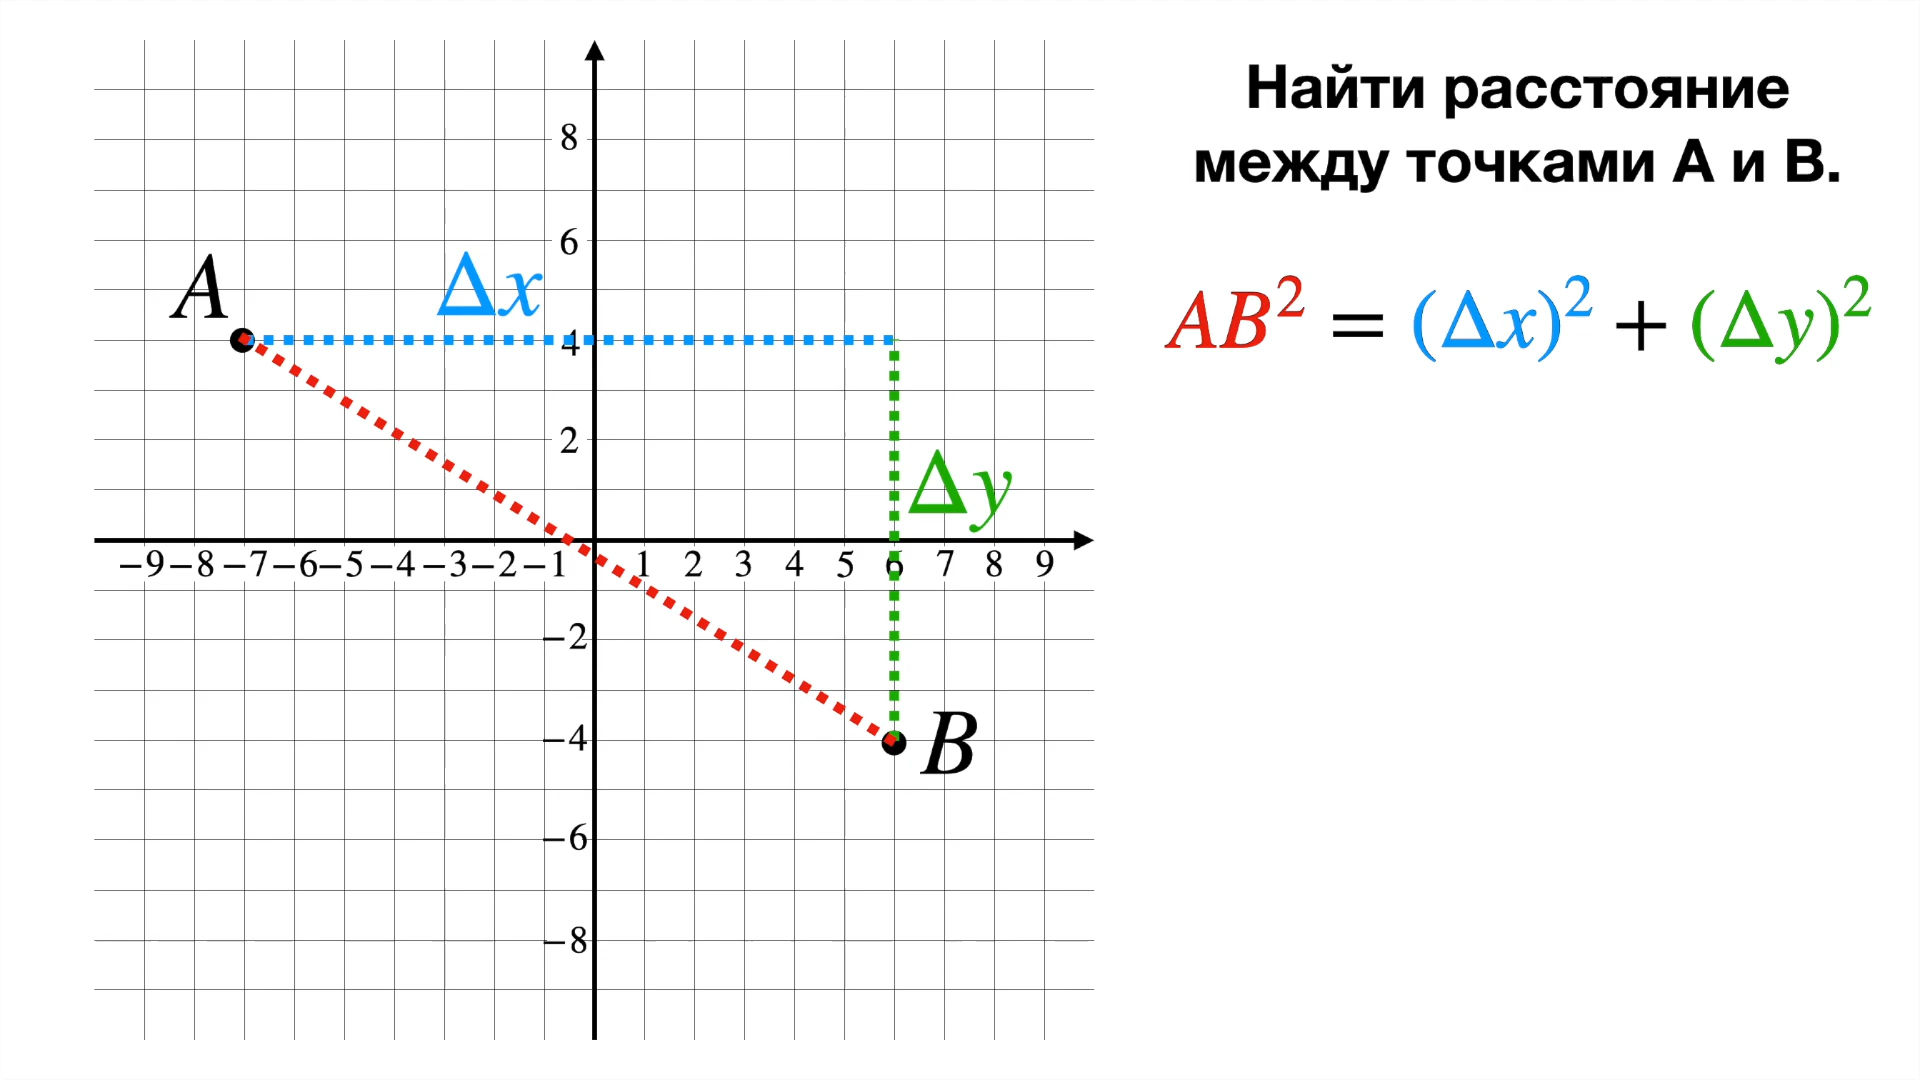 Найти расстояние
между точками А и В.
AB² = (Δx)² + (Δy)²
8
6
A
Δx
4
2
Δy
−9 −8 −7 −6 −5 −4 −3 −2 −1 1 2 3 4 5 6 7 8 9
−2
−4
B
−6
−8